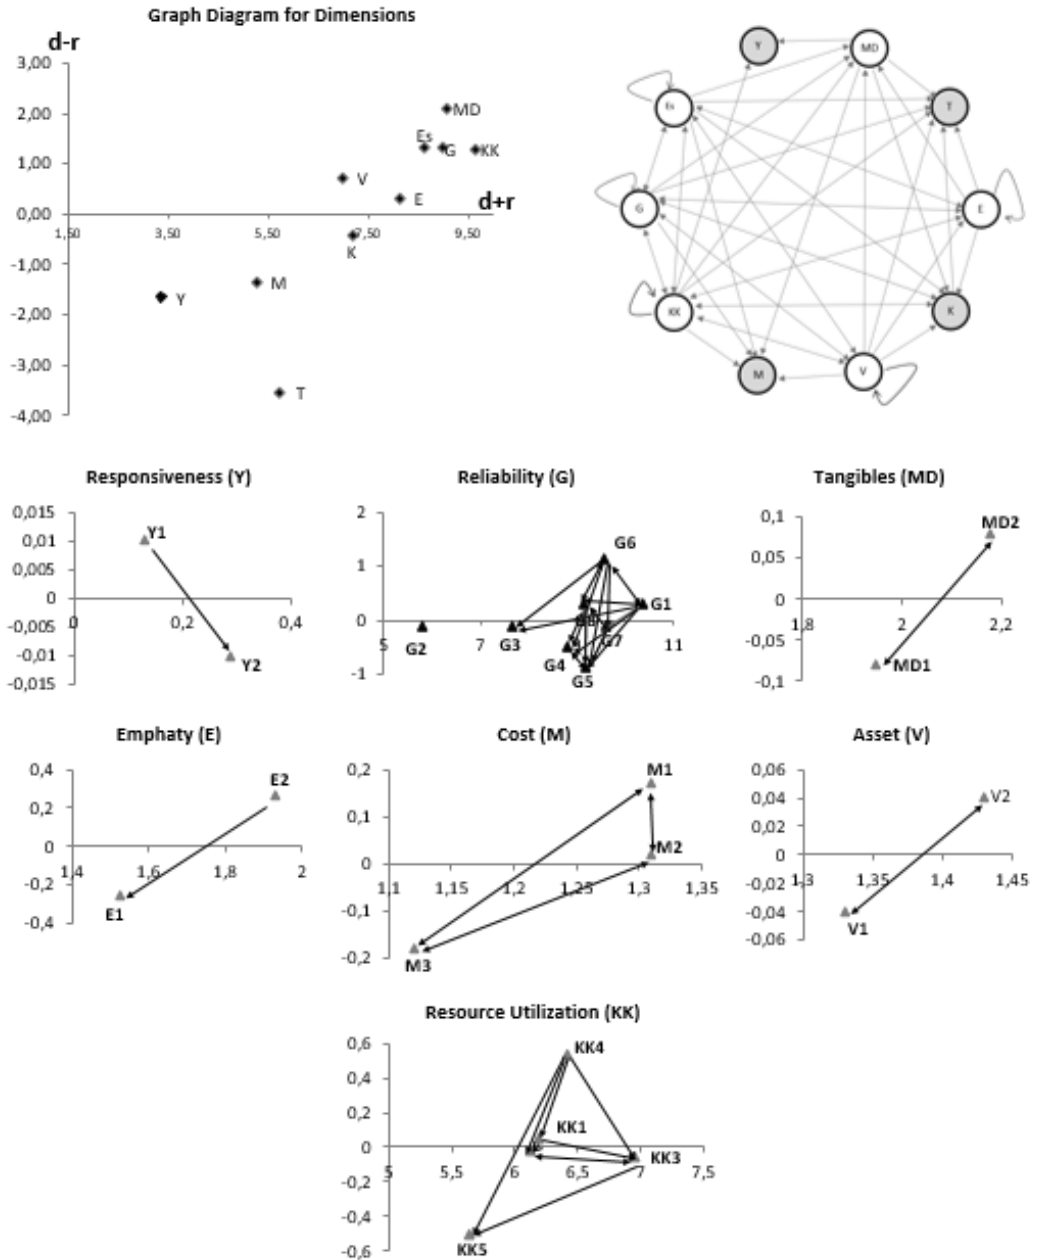 Graph Diagram for Dimensions
d-r
3,00
2,00
1,00
0,00
-1,00
-2,00
-3,00
-4,00
1,50
3,50
5,50
7,50
9,50
d+r
MD
Es
G
KK
V
E
K
M
Y
T
Y
MD
Es
T
G
E
KK
K
M
V
Responsiveness (Y)
0,015
0,01
0,005
0
-0,005
-0,01
-0,015
0
0,2
0,4
Y1
Y2
Reliability (G)
2
1
0
-1
5
7
11
G6
G1
G2
G3
G7
G4
G5
Tangibles (MD)
0,1
0,05
0
-0,05
-0,1
1,8
2
2,2
MD2
MD1
Emphaty (E)
0,4
0,2
0
-0,2
-0,4
1,4
1,6
1,8
2
E2
E1
Cost (M)
0,2
0,1
0
-0,1
-0,2
1,1
1,15
1,2
1,25
1,3
1,35
M1
M2
M3
Asset (V)
0,06
0,04
0,02
0
-0,02
-0,04
-0,06
1,3
1,35
1,4
1,45
V2
V1
Resource Utilization (KK)
0,6
0,4
0,2
0
-0,2
-0,4
-0,6
5
5,5
6
6,5
7
7,5
KK4
KK1
KK3
KK5